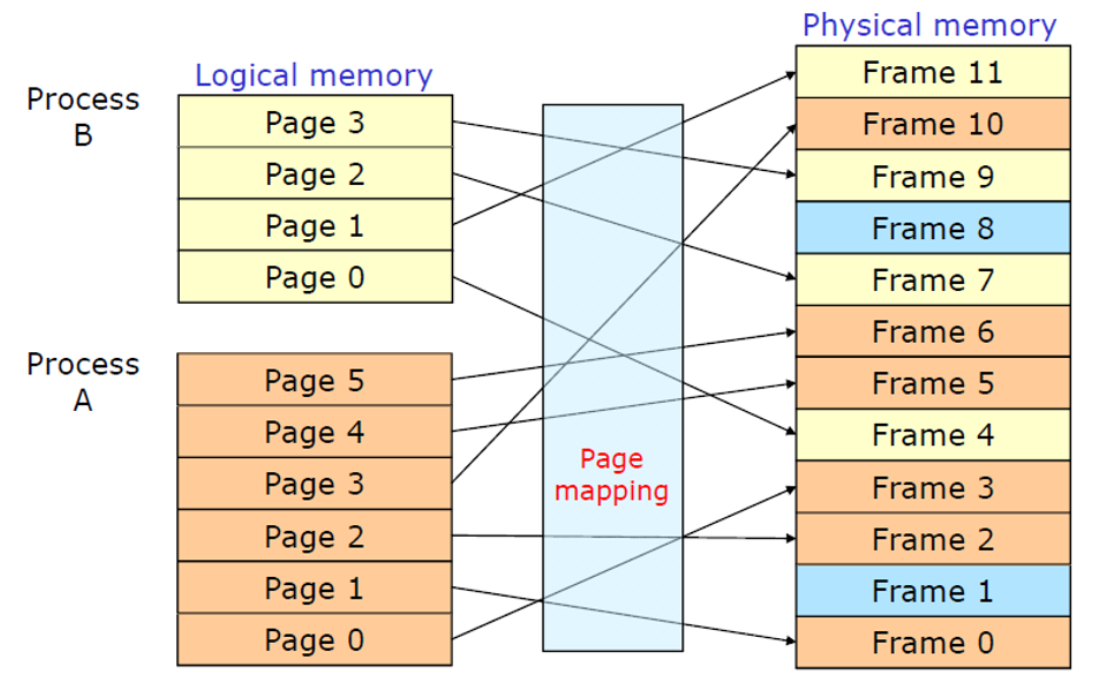 Physical memory
Logical memory
Process
B
Page 3
Page 2
Page 1
Page 0
Process
A
Page 5
Page 4
Page 3
Page 2
Page 1
Page 0
Page
mapping
Frame 11
Frame 10
Frame 9
Frame 8
Frame 7
Frame 6
Frame 5
Frame 4
Frame 3
Frame 2
Frame 1
Frame 0